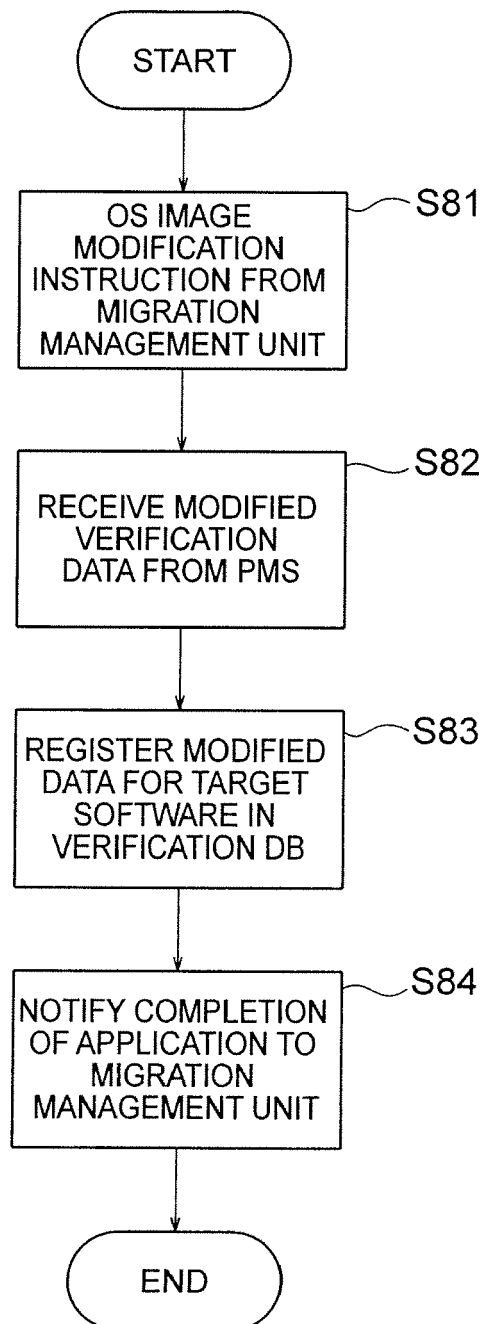 START
S81
OS IMAGE
MODIFICATION
INSTRUCTION FROM
MIGRATION
MANAGEMENT UNIT
S82
RECEIVE MODIFIED
VERIFICATION
DATA FROM PMS
S83
REGISTER MODIFIED
DATA FOR TARGET
SOFTWARE IN
VERIFICATION DB
S84
NOTIFY COMPLETION
OF APPLICATION TO
MIGRATION
MANAGEMENT UNIT
END